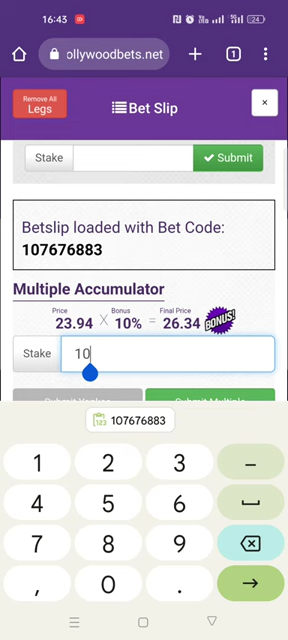 16:43
24
ollywoodbets.net
1
Remove All
Legs
Bet Slip
×
Stake
Submit
Betslip loaded with Bet Code:
107676883
Multiple Accumulator
Price Bonus Final Price
23.94 X 10% = 26.34 BONUS!
Stake 10
107676883
1 2 3 –
4 5 6
7 8 9
, 0 .